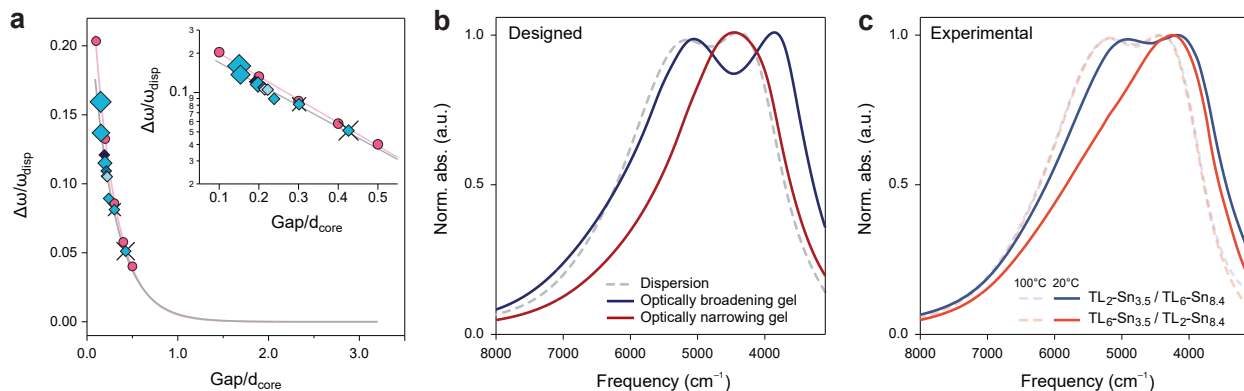 a
Δω/ω_disp
0.20
0.15
0.10
0.05
0.00
0.0
1.0
2.0
3.0
Gap/d_core
Δω/ω_disp
3
2
0.1
9
8
7
6
5
4
3
2
0.1
0.2
0.3
0.4
0.5
Gap/d_core
b
Designed
Norm. abs. (a.u.)
1.0
0.5
0.0
8000
7000
6000
5000
4000
Frequency (cm⁻¹)
Dispersion
Optically broadening gel
Optically narrowing gel
c
Experimental
Norm. abs. (a.u.)
1.0
0.5
0.0
8000
7000
6000
5000
4000
Frequency (cm⁻¹)
100°C 20°C
TL₂-Sn₃.₅ / TL₆-Sn₈.₄
TL₆-Sn₃.₅ / TL₂-Sn₈.₄